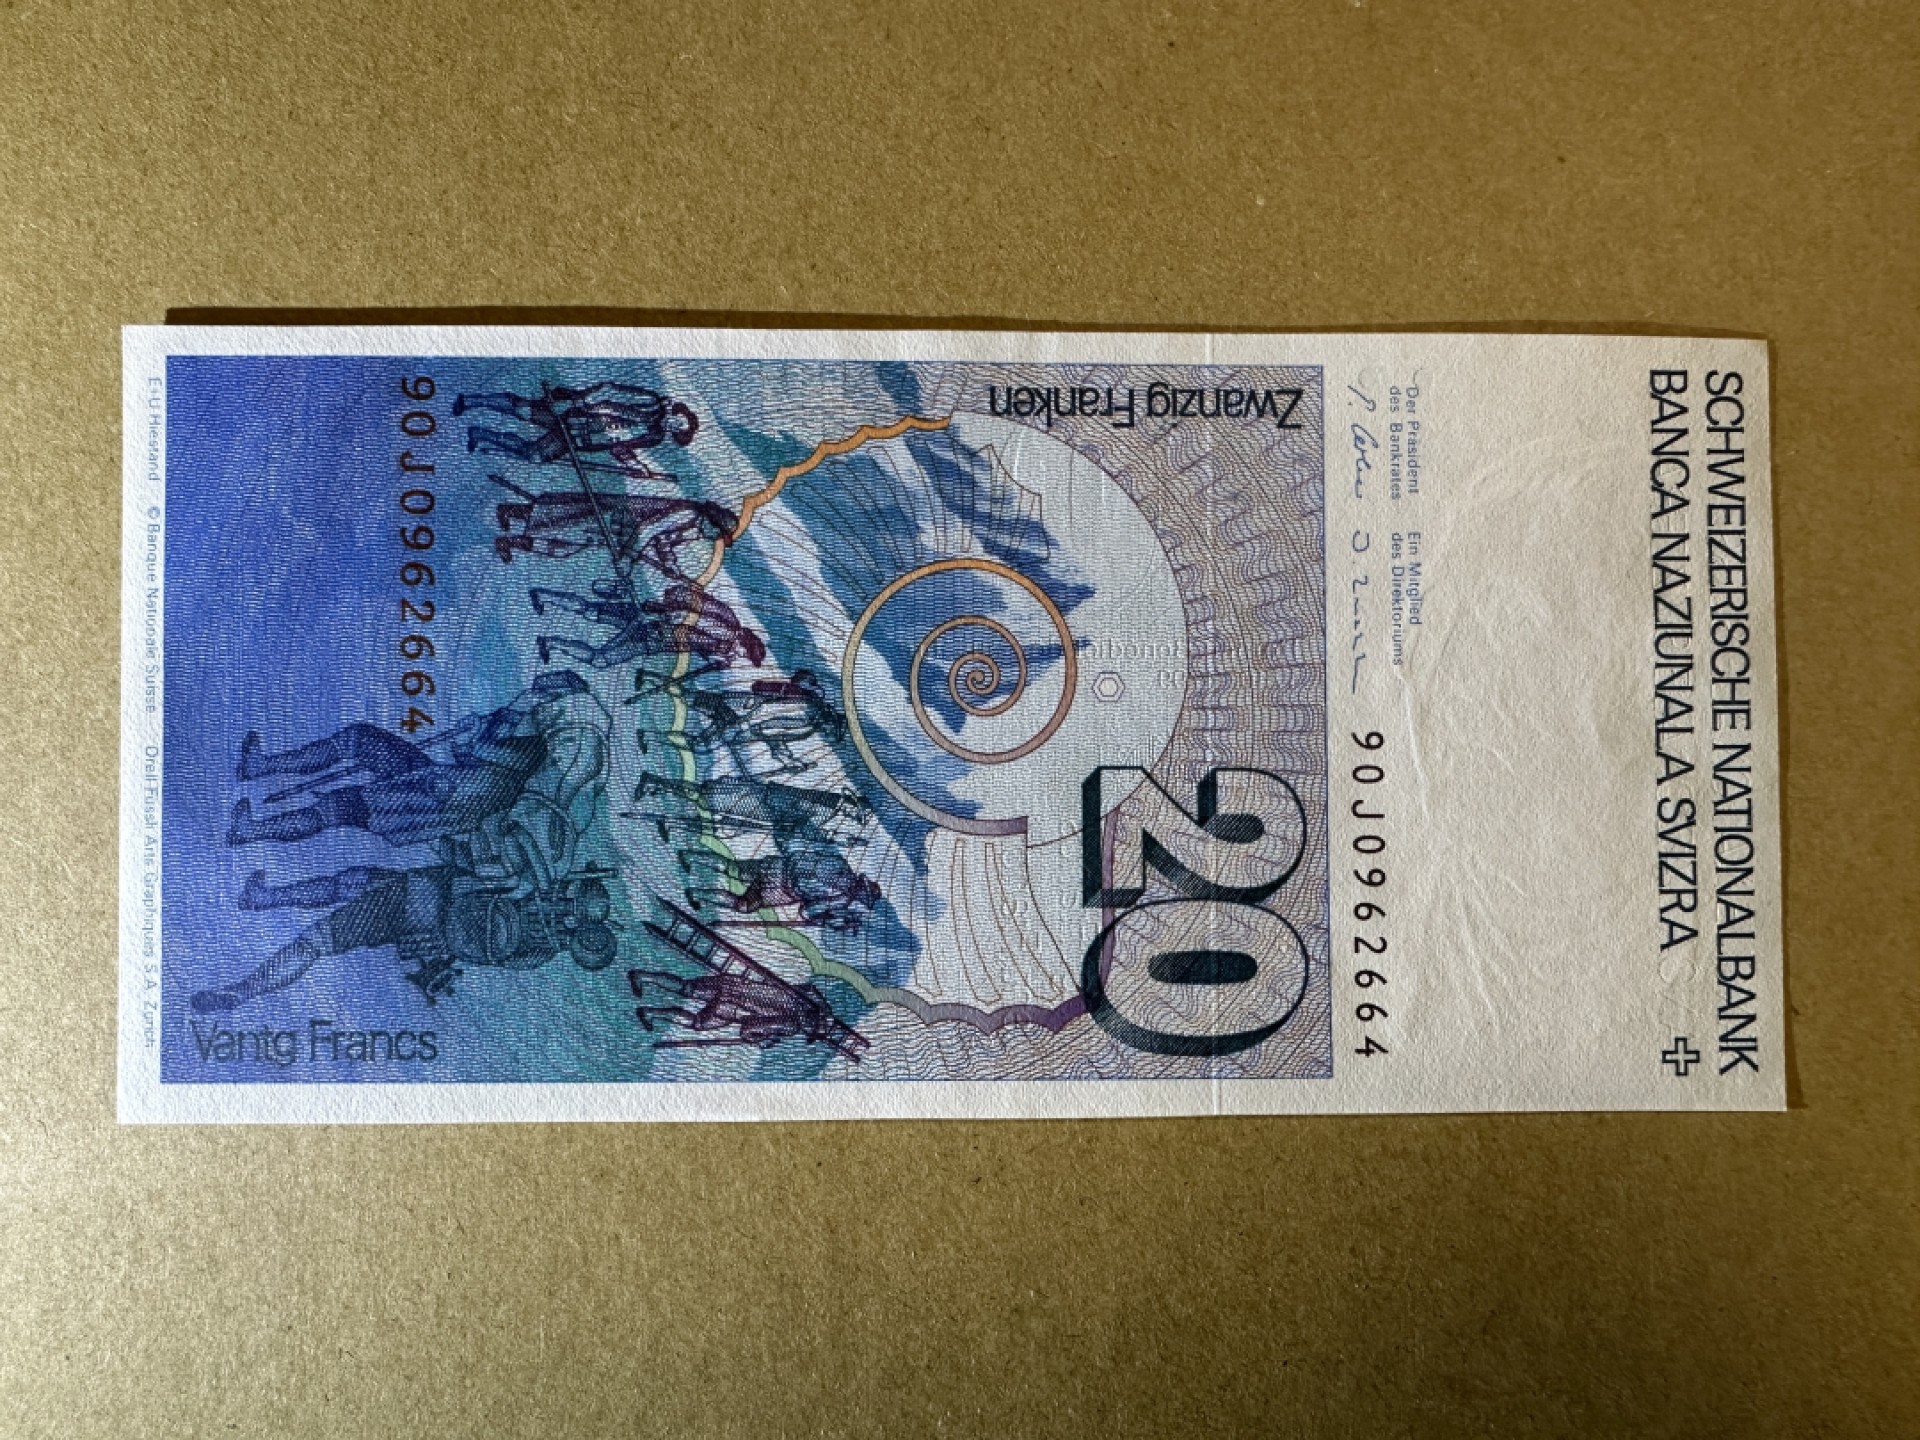 SCHWEIZERISCHE NATIONALBANK
BANCA NAZIUNALA SVIZRA
Der Präsident
des Bankrates
Ein Mitglied
des Direktoriums
90J0962664
20
Zwanzig Franken
90J0962664
Vantg Francs
E+U Hiestand © Banque Nationale Suisse Orell Füssli Arts Graphiques S.A. Zurich